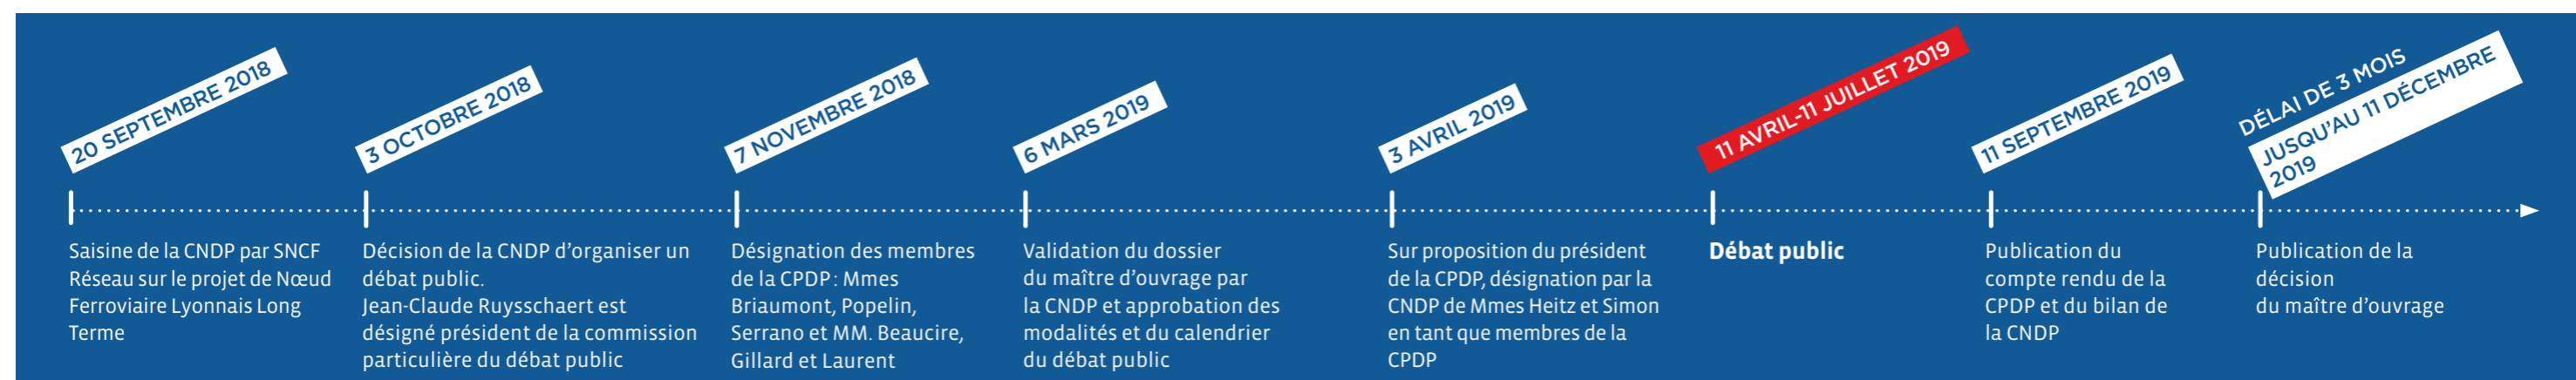 20 SEPTEMBRE 2018
Saisine de la CNDP par SNCF
Réseau sur le projet de Nœud
Ferroviaire Lyonnais Long
Terme
3 OCTOBRE 2018
Décision de la CNDP d'organiser un
débat public.
Jean-Claude Ruysschaert est
désigné président de la commission
particulière du débat public
7 NOVEMBRE 2018
Désignation des membres
de la CPDP : Mmes
Briaumont, Popelin,
Serrano et MM. Beaucire,
Gillard et Laurent
6 MARS 2019
Validation du dossier
du maître d'ouvrage par
la CNDP et approbation des
modalités et du calendrier
du débat public
3 AVRIL 2019
Sur proposition du président
de la CPDP, désignation par la
CNDP de Mmes Heitz et Simon
en tant que membres de la
CPDP
11 AVRIL-11 JUILLET 2019
Débat public
11 SEPTEMBRE 2019
Publication du
compte rendu de la
CPDP et du bilan de
la CNDP
DÉLAI DE 3 MOIS
JUSQU'AU 11 DÉCEMBRE
2019
Publication de la
décision
du maître d'ouvrage